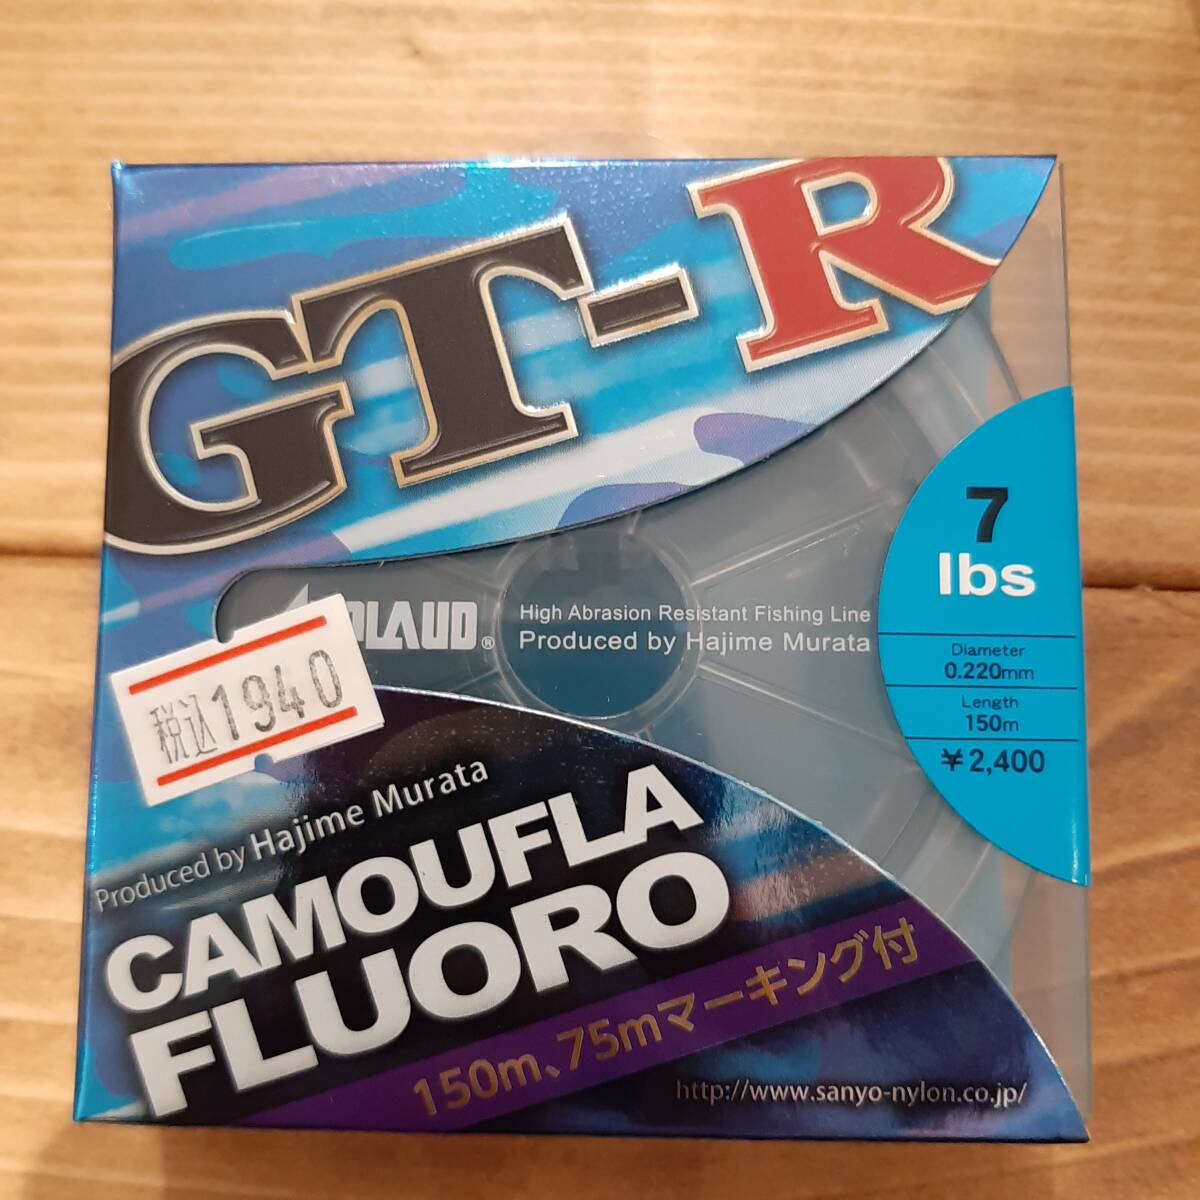 GT-R
7
lbs
Diameter
0.220mm
Length
150m
¥2,400
PLAUD®
High Abrasion Resistant Fishing Line
Produced by Hajime Murata
税込1940
Produced by Hajime Murata
CAMOUFLA
FLUORO
150m、75mマーキング付
http://www.sanyo-nylon.co.jp/